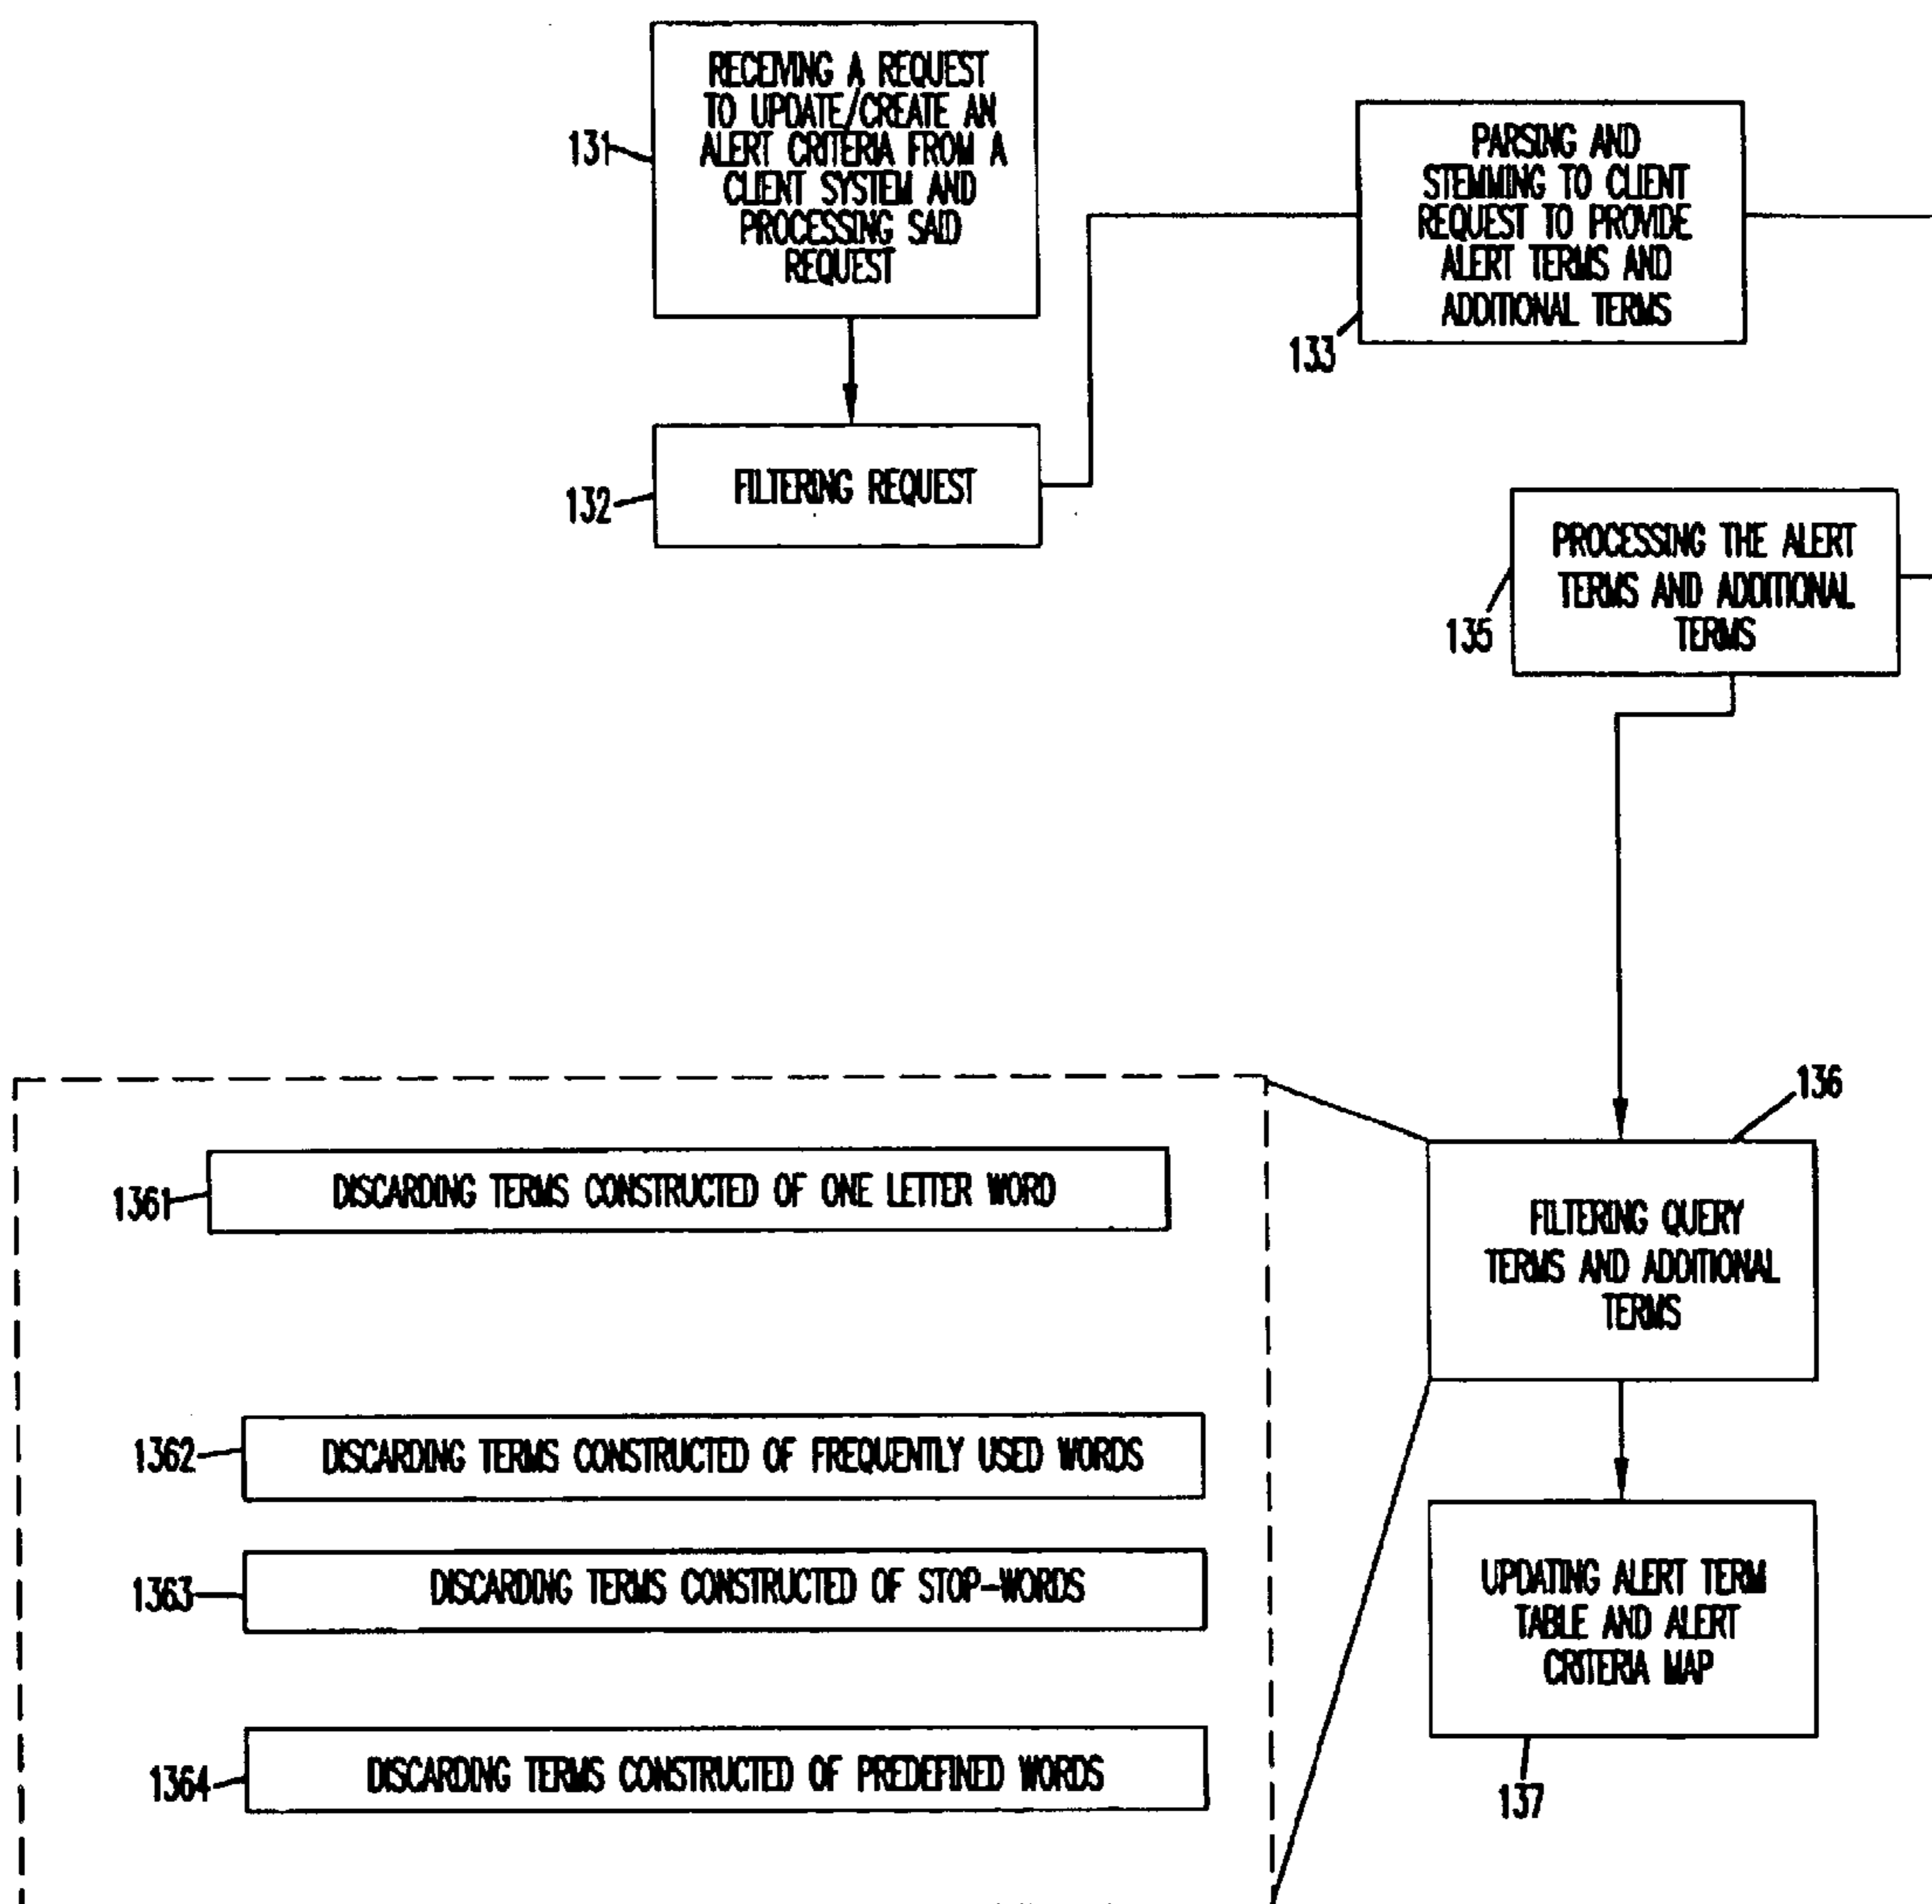 RECEIVING A REQUEST
TO UPDATE/CREATE AN
ALERT CRITERIA FROM A
CLIENT SYSTEM AND
PROCESSING SAID
REQUEST
131
FILTERING REQUEST
132
PARSING AND
STEMMING TO CLIENT
REQUEST TO PROVIDE
ALERT TERMS AND
ADDITIONAL TERMS
133
PROCESSING THE ALERT
TERMS AND ADDITIONAL
TERMS
135
136
FILTERING QUERY
TERMS AND ADDITIONAL
TERMS
1361
DISCARDING TERMS CONSTRUCTED OF ONE LETTER WORD
1362
DISCARDING TERMS CONSTRUCTED OF FREQUENTLY USED WORDS
1363
DISCARDING TERMS CONSTRUCTED OF STOP-WORDS
1364
DISCARDING TERMS CONSTRUCTED OF PREDEFINED WORDS
UPDATING ALERT TERM
TABLE AND ALERT
CRITERIA MAP
137